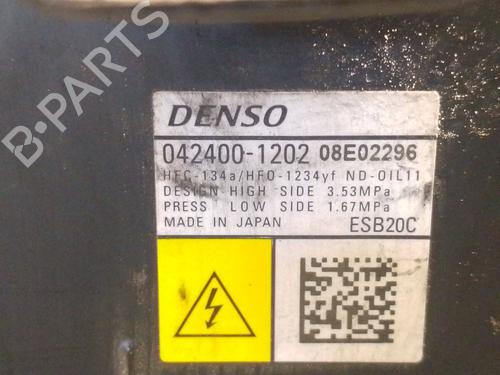 B-PARTS
DENSO
042400-1202 08E02296
HFC-134a/HFO-1234yf ND-OIL11
DESIGN HIGH SIDE 3.53MPa
PRESS LOW SIDE 1.67MPa
MADE IN JAPAN ESB20C